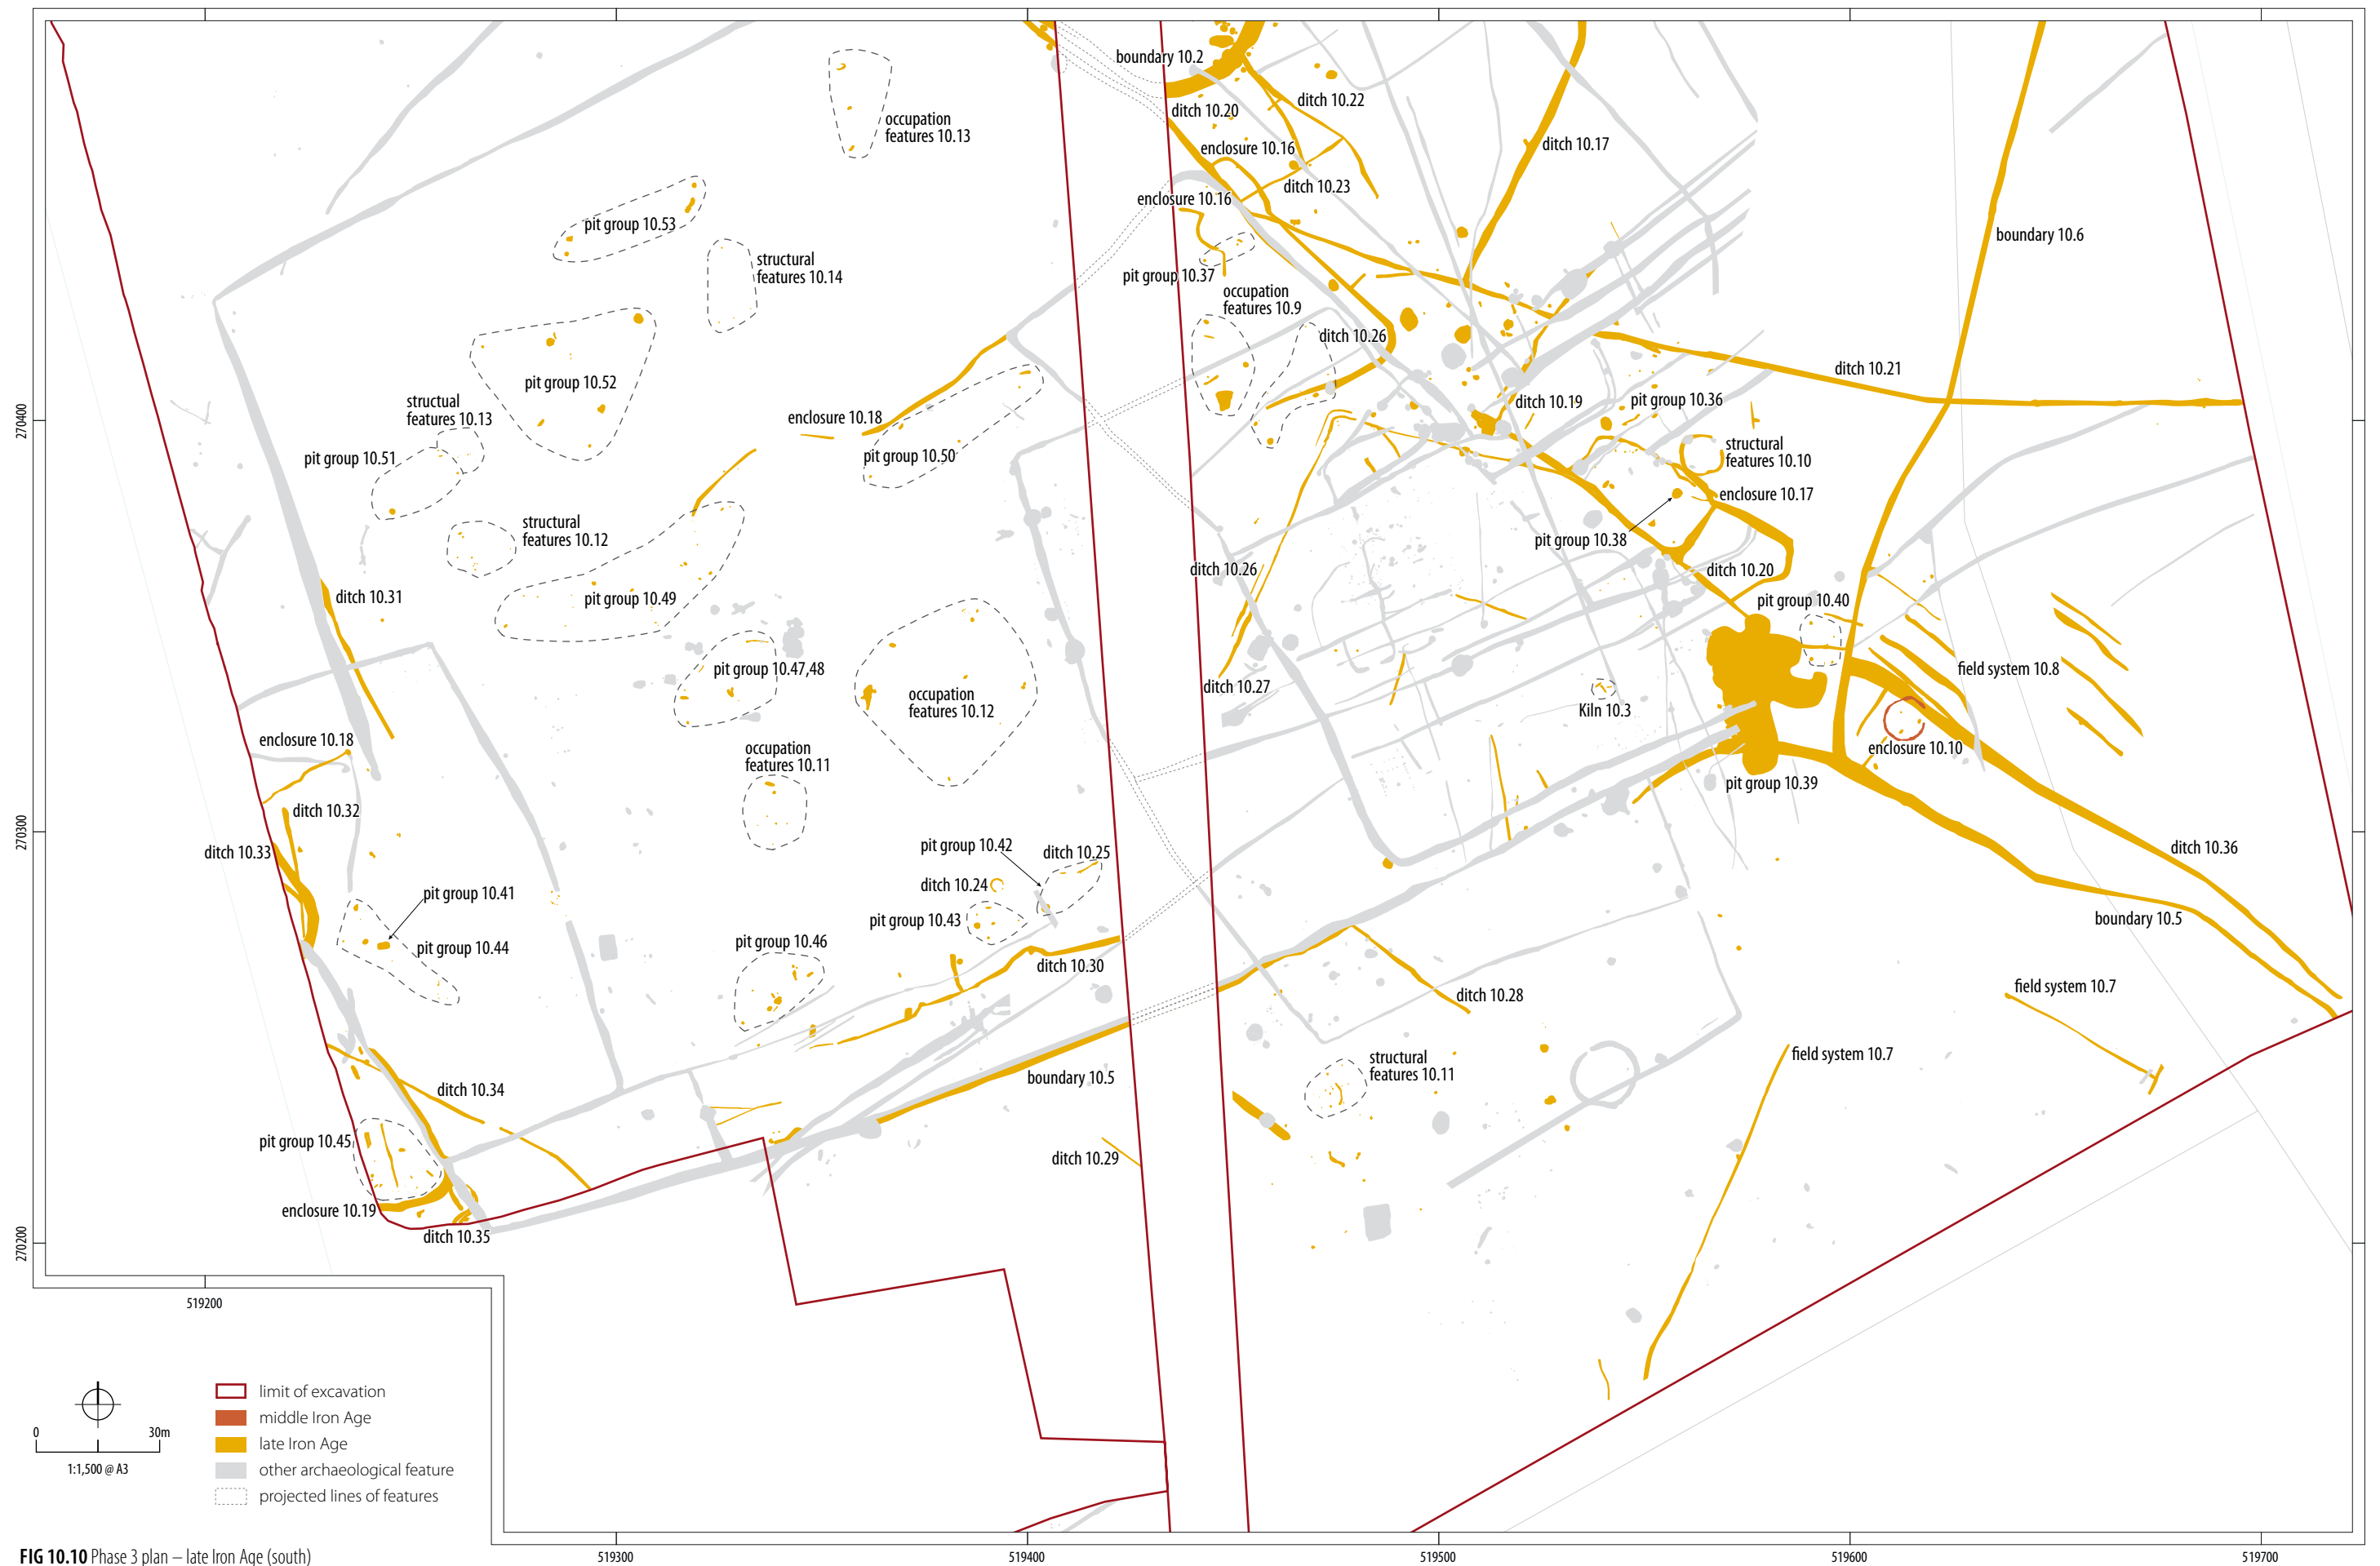 boundary 10.2
ditch 10.20
ditch 10.22
occupation
features 10.13
enclosure 10.16
ditch 10.17
ditch 10.23
enclosure 10.16
pit group 10.53
boundary 10.6
structural
features 10.14
pit group 10.37
occupation
features 10.9
ditch 10.26
ditch 10.21
pit group 10.52
structual
features 10.13
enclosure 10.18
ditch 10.19
pit group 10.36
270400
pit group 10.51
pit group 10.50
structural
features 10.10
enclosure 10.17
structural
features 10.12
pit group 10.38
ditch 10.26
ditch 10.20
ditch 10.31
pit group 10.49
pit group 10.40
pit group 10.47,48
field system 10.8
ditch 10.27
occupation
features 10.12
Kiln 10.3
enclosure 10.18
occupation
features 10.11
enclosure 10.10
pit group 10.39
ditch 10.32
270300
ditch 10.33
pit group 10.42
ditch 10.25
ditch 10.36
ditch 10.24
pit group 10.41
pit group 10.43
boundary 10.5
pit group 10.44
pit group 10.46
ditch 10.30
field system 10.7
ditch 10.28
structural
features 10.11
field system 10.7
boundary 10.5
ditch 10.34
pit group 10.45
ditch 10.29
enclosure 10.19
ditch 10.35
270200
519200
0 30m
1:1,500 @ A3
limit of excavation
middle Iron Age
late Iron Age
other archaeological feature
projected lines of features
FIG 10.10 Phase 3 plan – late Iron Age (south)
519300
519400
519500
519600
519700